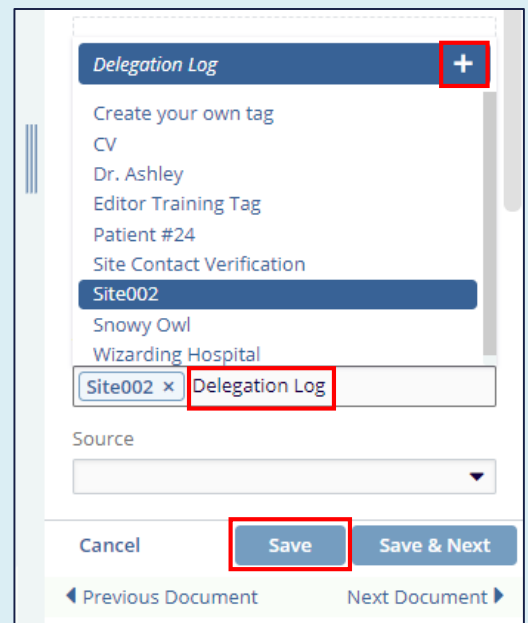 Delegation Log +
Create your own tag
CV
Dr. Ashley
Editor Training Tag
Patient #24
Site Contact Verification
Site002
Snowy Owl
Wizarding Hospital
Site002 × Delegation Log
Source
Cancel Save Save & Next
Previous Document Next Document